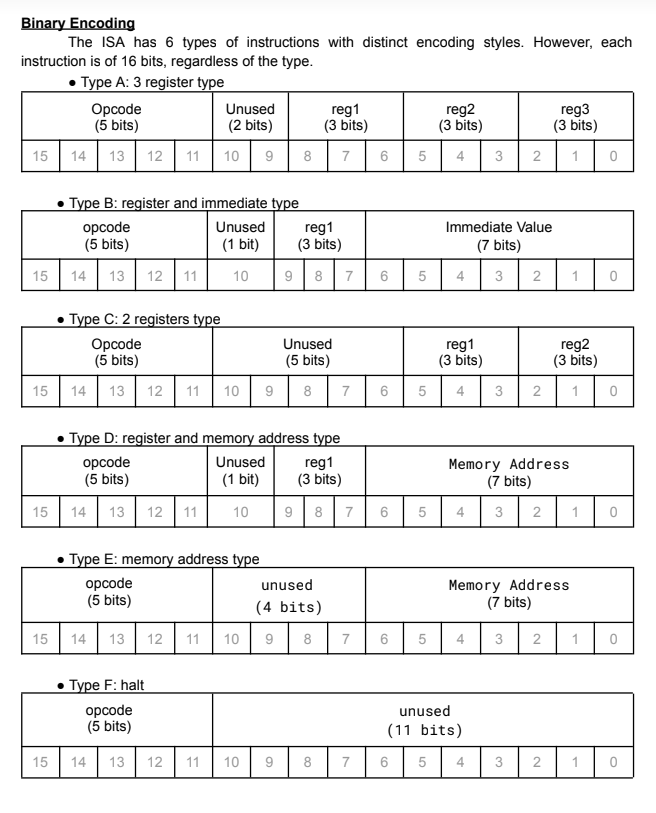 Binary Encoding
The ISA has 6 types of instructions with distinct encoding styles. However, each
instruction is of 16 bits, regardless of the type.
● Type A: 3 register type
Opcode Unused reg1 reg2 reg3
(5 bits) (2 bits) (3 bits) (3 bits) (3 bits)
15 14 13 12 11 10 9 8 7 6 5 4 3 2 1 0
● Type B: register and immediate type
opcode Unused reg1 Immediate Value
(5 bits) (1 bit) (3 bits) (7 bits)
15 14 13 12 11 10 9 8 7 6 5 4 3 2 1 0
● Type C: 2 registers type
Opcode Unused reg1 reg2
(5 bits) (5 bits) (3 bits) (3 bits)
15 14 13 12 11 10 9 8 7 6 5 4 3 2 1 0
● Type D: register and memory address type
opcode Unused reg1 Memory Address
(5 bits) (1 bit) (3 bits) (7 bits)
15 14 13 12 11 10 9 8 7 6 5 4 3 2 1 0
● Type E: memory address type
opcode unused Memory Address
(5 bits) (4 bits) (7 bits)
15 14 13 12 11 10 9 8 7 6 5 4 3 2 1 0
● Type F: halt
opcode unused
(5 bits) (11 bits)
15 14 13 12 11 10 9 8 7 6 5 4 3 2 1 0